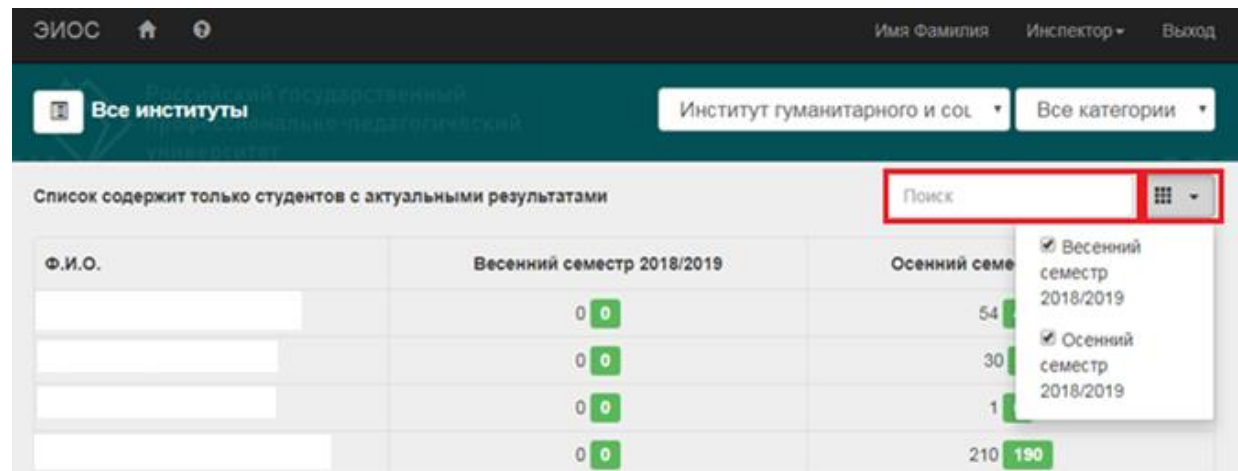 ЭИОС
Имя Фамилия Инспектор Выход
Российский государственный
профессионально-педагогический
университет
Все институты
Институт гуманитарного и соц
Все категории
Список содержит только студентов с актуальными результатами
Поиск
Весенний
семестр
2018/2019
Осенний
семестр
2018/2019
Ф.И.О. Весенний семестр 2018/2019 Осенний семе
0 0 54
0 0 30
0 0 1
0 0 210 190